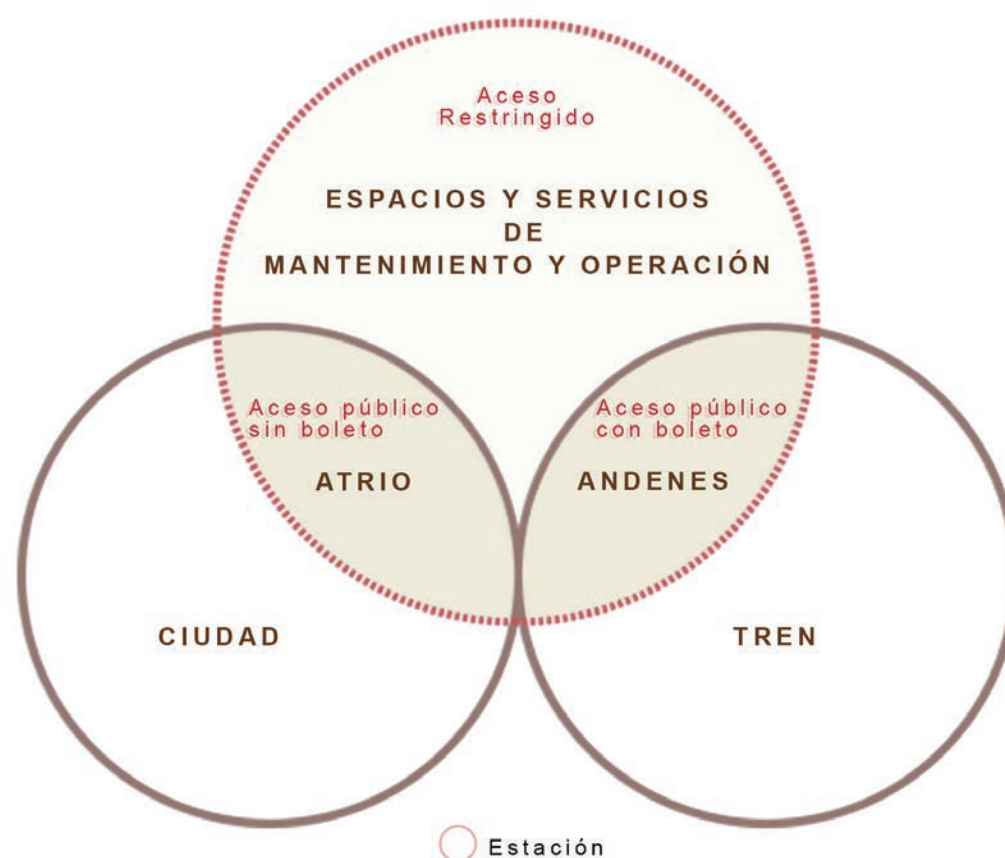 Aceso
Restringido
ESPACIOS Y SERVICIOS
DE
MANTENIMIENTO Y OPERACIÓN
Aceso público
sin boleto
ATRIO
Aceso público
con boleto
ANDENES
CIUDAD
TREN
Estación